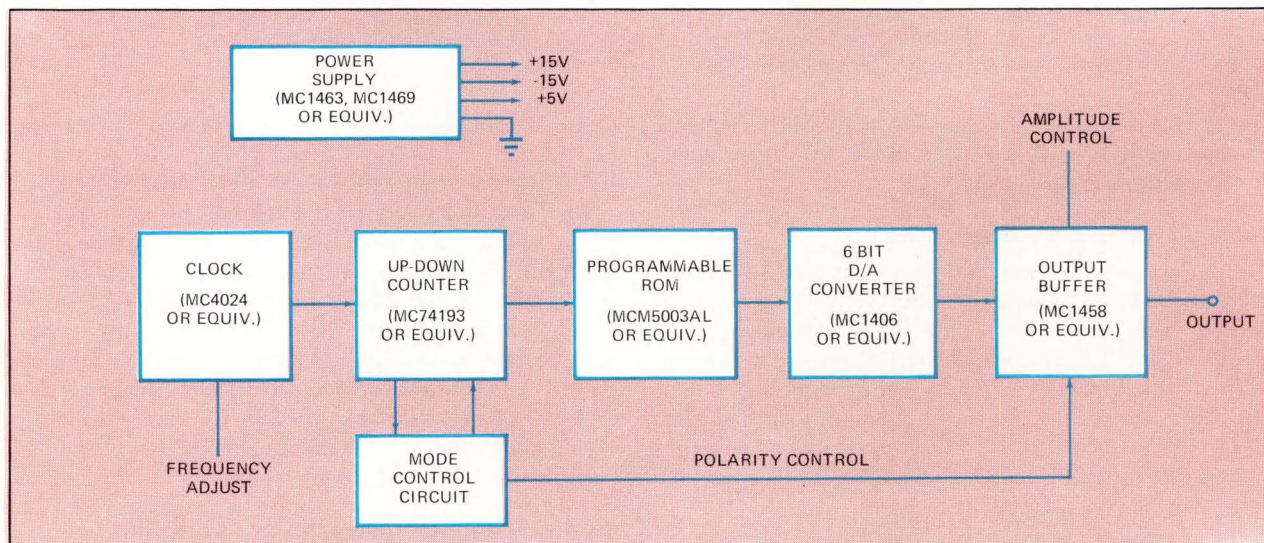 POWER
SUPPLY
(MC1463, MC1469
OR EQUIV.)
+15V
-15V
+5V
AMPLITUDE
CONTROL
CLOCK
(MC4024
OR EQUIV.)
UP-DOWN
COUNTER
(MC74193
OR EQUIV.)
PROGRAMMABLE
ROM
(MCM5003AL
OR EQUIV.)
6 BIT
D/A
CONVERTER
(MC1406
OR EQUIV.)
OUTPUT
BUFFER
(MC1458
OR EQUIV.)
OUTPUT
FREQUENCY
ADJUST
MODE
CONTROL
CIRCUIT
POLARITY CONTROL